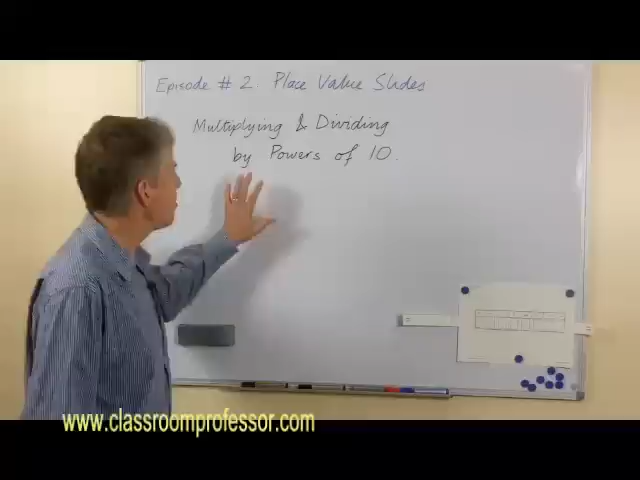 Episode # 2 Place Value Slides
Multiplying & Dividing
by Powers of 10.
www.classroomprofessor.com